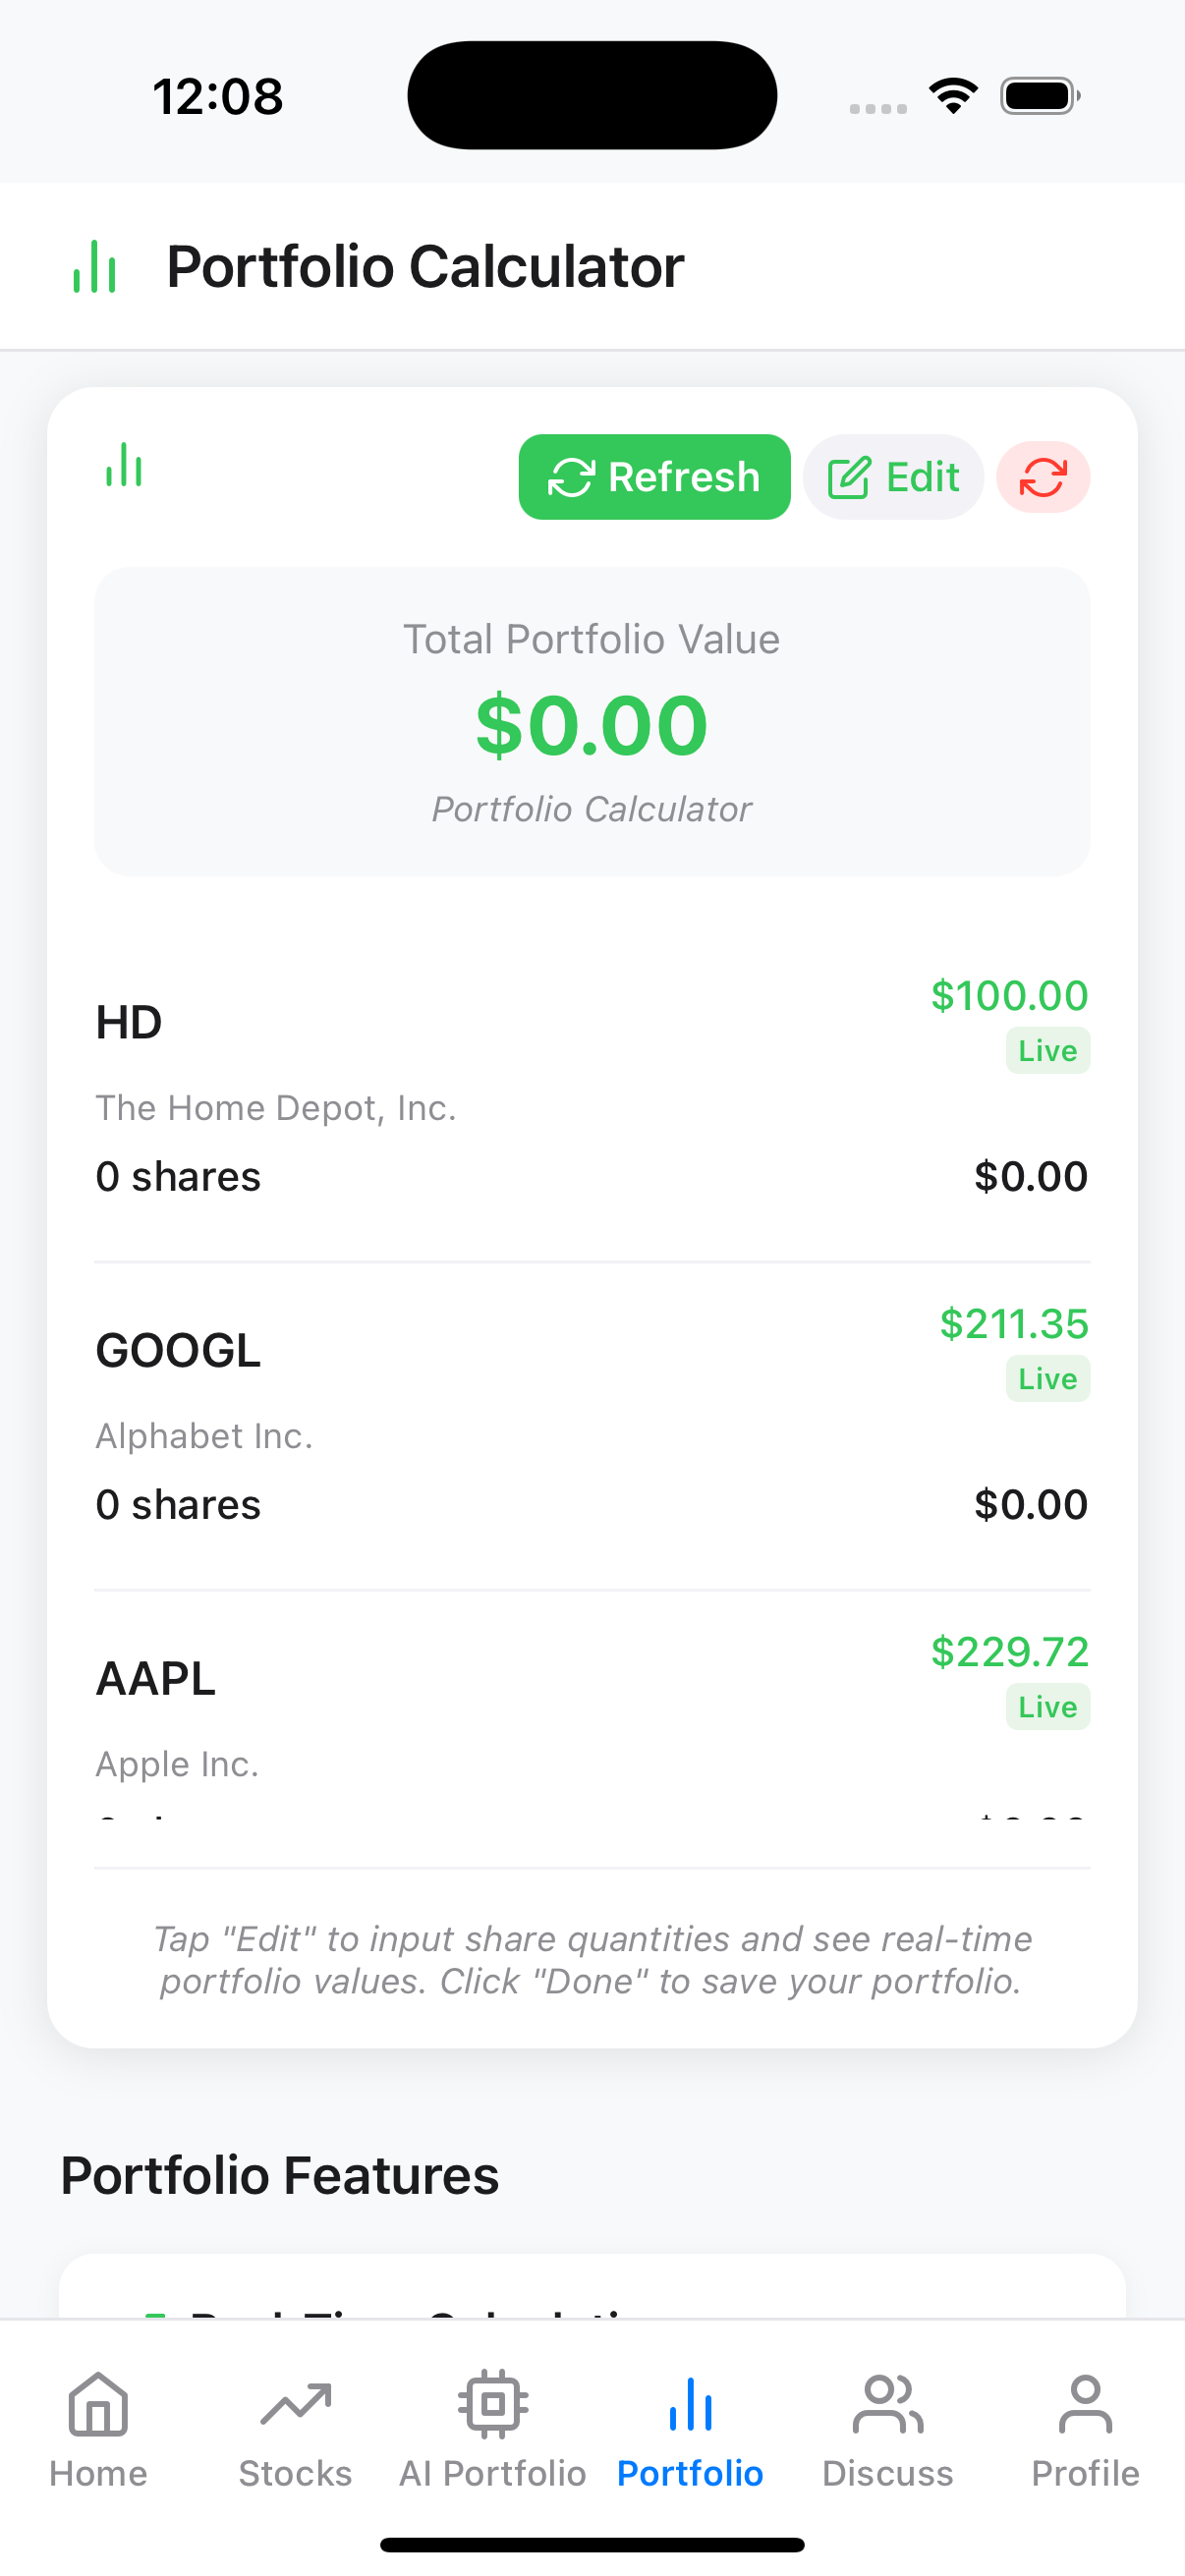 12:08
Portfolio Calculator
Refresh
Edit
Total Portfolio Value
$0.00
Portfolio Calculator
HD
$100.00
Live
The Home Depot, Inc.
0 shares
$0.00
GOOGL
$211.35
Live
Alphabet Inc.
0 shares
$0.00
AAPL
$229.72
Live
Apple Inc.
Tap "Edit" to input share quantities and see real-time
portfolio values. Click "Done" to save your portfolio.
Portfolio Features
Home
Stocks
AI Portfolio
Portfolio
Discuss
Profile